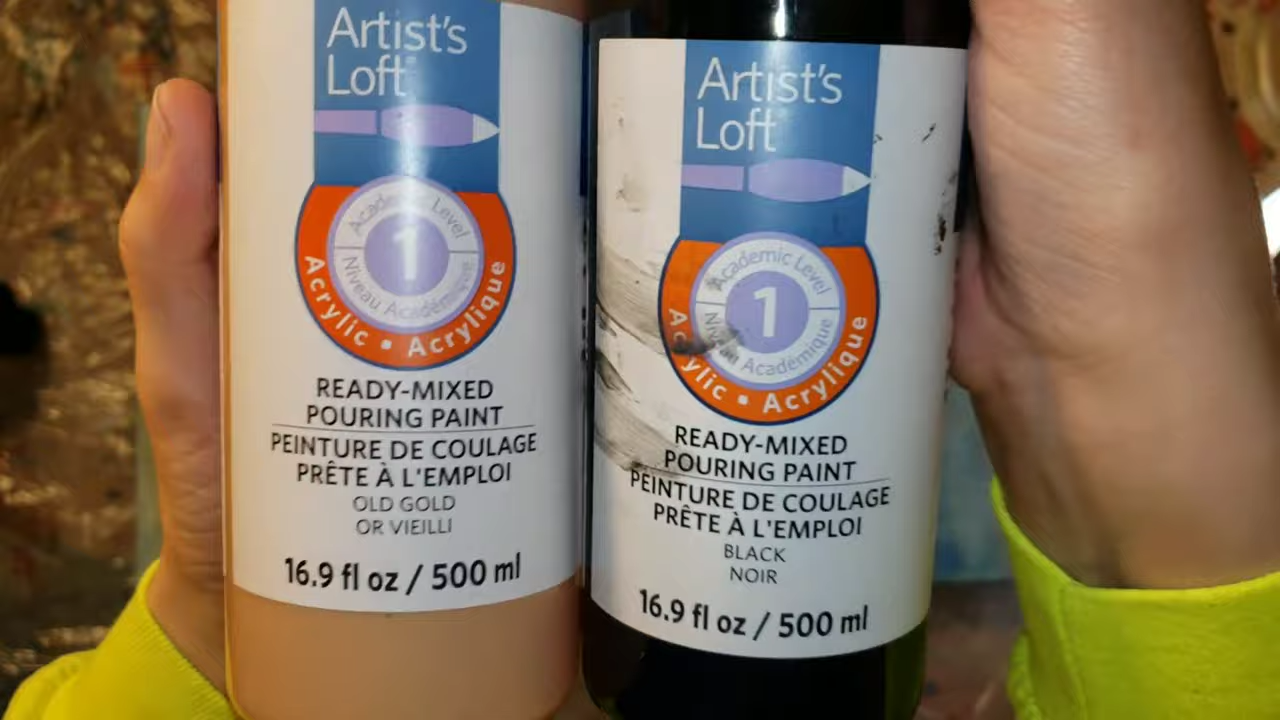 Artist's
Loft
Academic Level
1
Niveau Académique
Acrylic • Acrylique
READY-MIXED
POURING PAINT
PEINTURE DE COULAGE
PRÊTE À L'EMPLOI
OLD GOLD
OR VIEILLI
16.9 fl oz / 500 ml
Artist's
Loft
Academic Level
1
Niveau Académique
Acrylic • Acrylique
READY-MIXED
POURING PAINT
PEINTURE DE COULAGE
PRÊTE À L'EMPLOI
BLACK
NOIR
16.9 fl oz / 500 ml